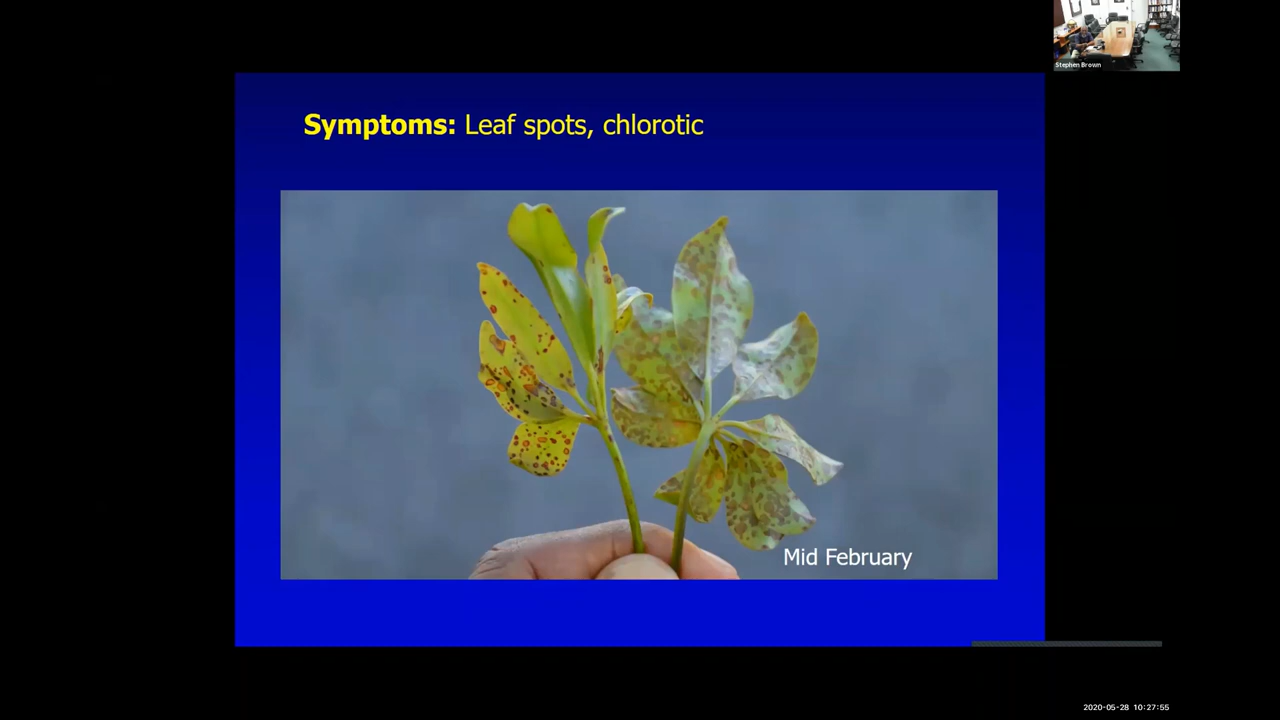 Stephen Brown
Symptoms: Leaf spots, chlorotic
Mid February
2020-05-28 10:27:55